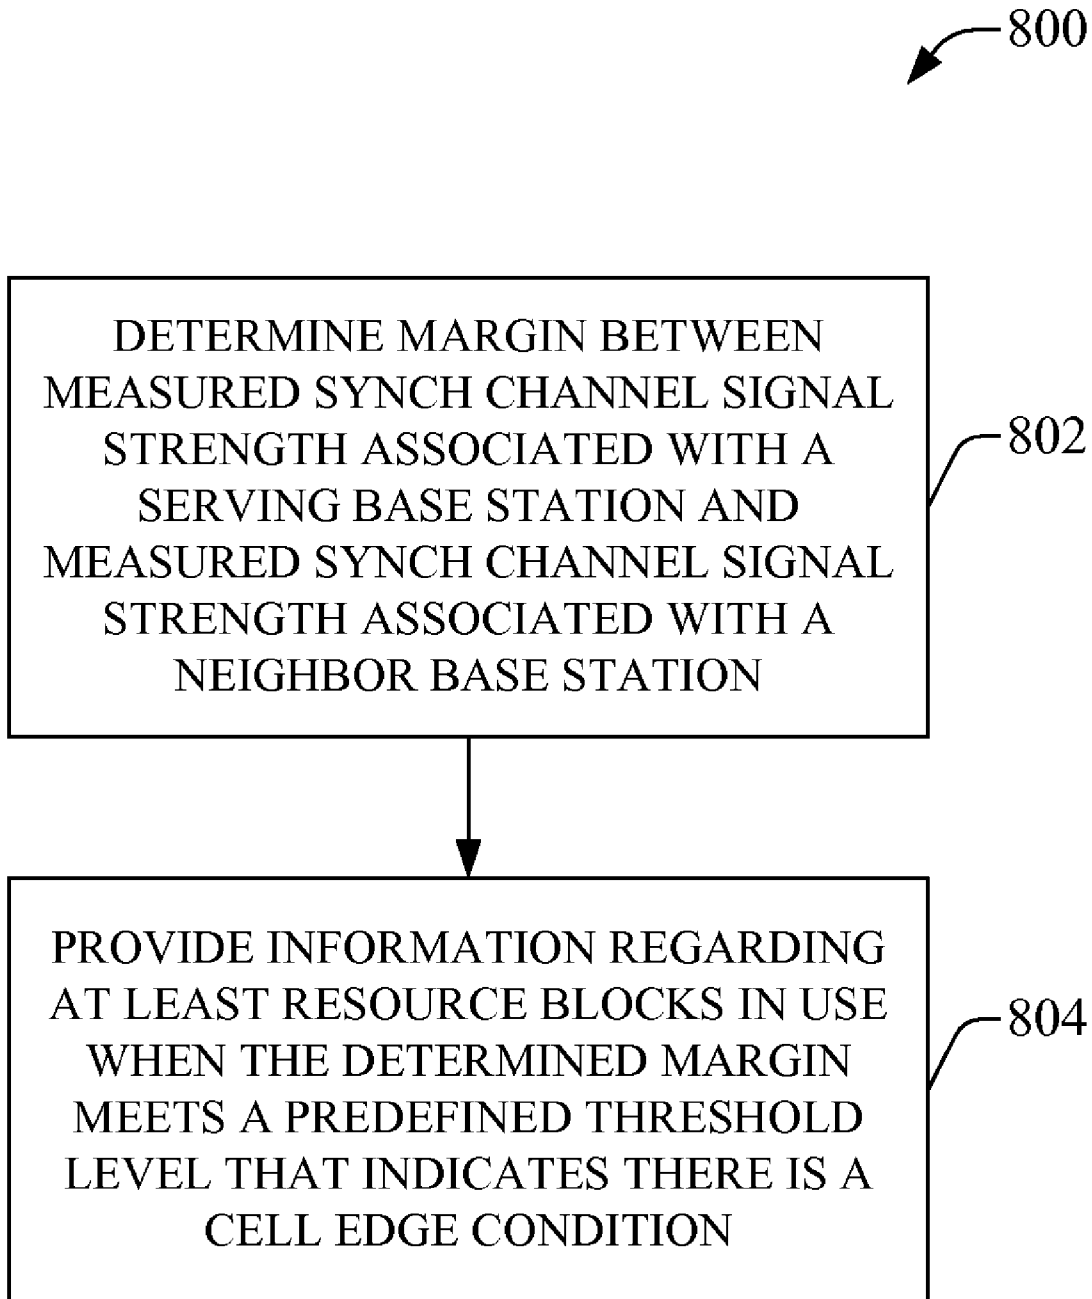 800
DETERMINE MARGIN BETWEEN
MEASURED SYNCH CHANNEL SIGNAL
STRENGTH ASSOCIATED WITH A
SERVING BASE STATION AND
MEASURED SYNCH CHANNEL SIGNAL
STRENGTH ASSOCIATED WITH A
NEIGHBOR BASE STATION
802
PROVIDE INFORMATION REGARDING
AT LEAST RESOURCE BLOCKS IN USE
WHEN THE DETERMINED MARGIN
MEETS A PREDEFINED THRESHOLD
LEVEL THAT INDICATES THERE IS A
CELL EDGE CONDITION
804